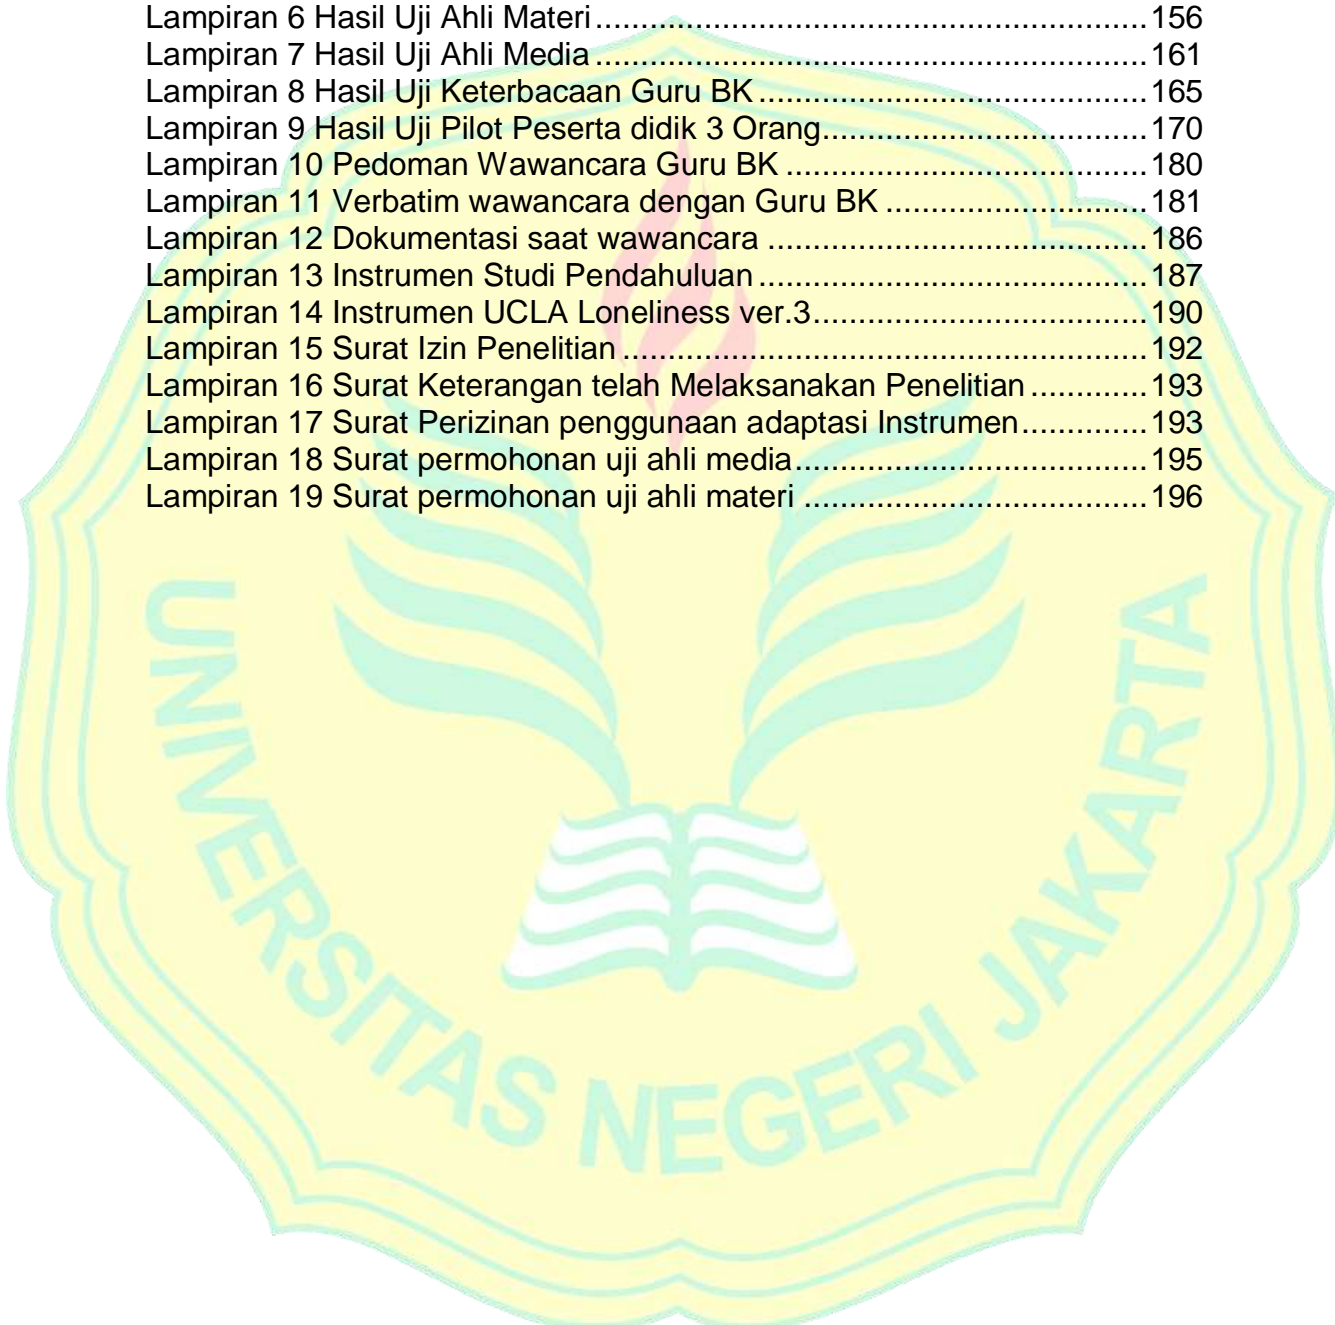 Lampiran 6 Hasil Uji Ahli Materi............................................................. 156
Lampiran 7 Hasil Uji Ahli Media ............................................................. 161
Lampiran 8 Hasil Uji Keterbacaan Guru BK ........................................... 165
Lampiran 9 Hasil Uji Pilot Peserta didik 3 Orang.................................... 170
Lampiran 10 Pedoman Wawancara Guru BK ........................................ 180
Lampiran 11 Verbatim wawancara dengan Guru BK ............................. 181
Lampiran 12 Dokumentasi saat wawancara .......................................... 186
Lampiran 13 Instrumen Studi Pendahuluan ........................................... 187
Lampiran 14 Instrumen UCLA Loneliness ver.3..................................... 190
Lampiran 15 Surat Izin Penelitian .......................................................... 192
Lampiran 16 Surat Keterangan telah Melaksanakan Penelitian ............. 193
Lampiran 17 Surat Perizinan penggunaan adaptasi Instrumen.............. 193
Lampiran 18 Surat permohonan uji ahli media....................................... 195
Lampiran 19 Surat permohonan uji ahli materi ...................................... 196
UNIVERSITAS NEGERI JAKARTA